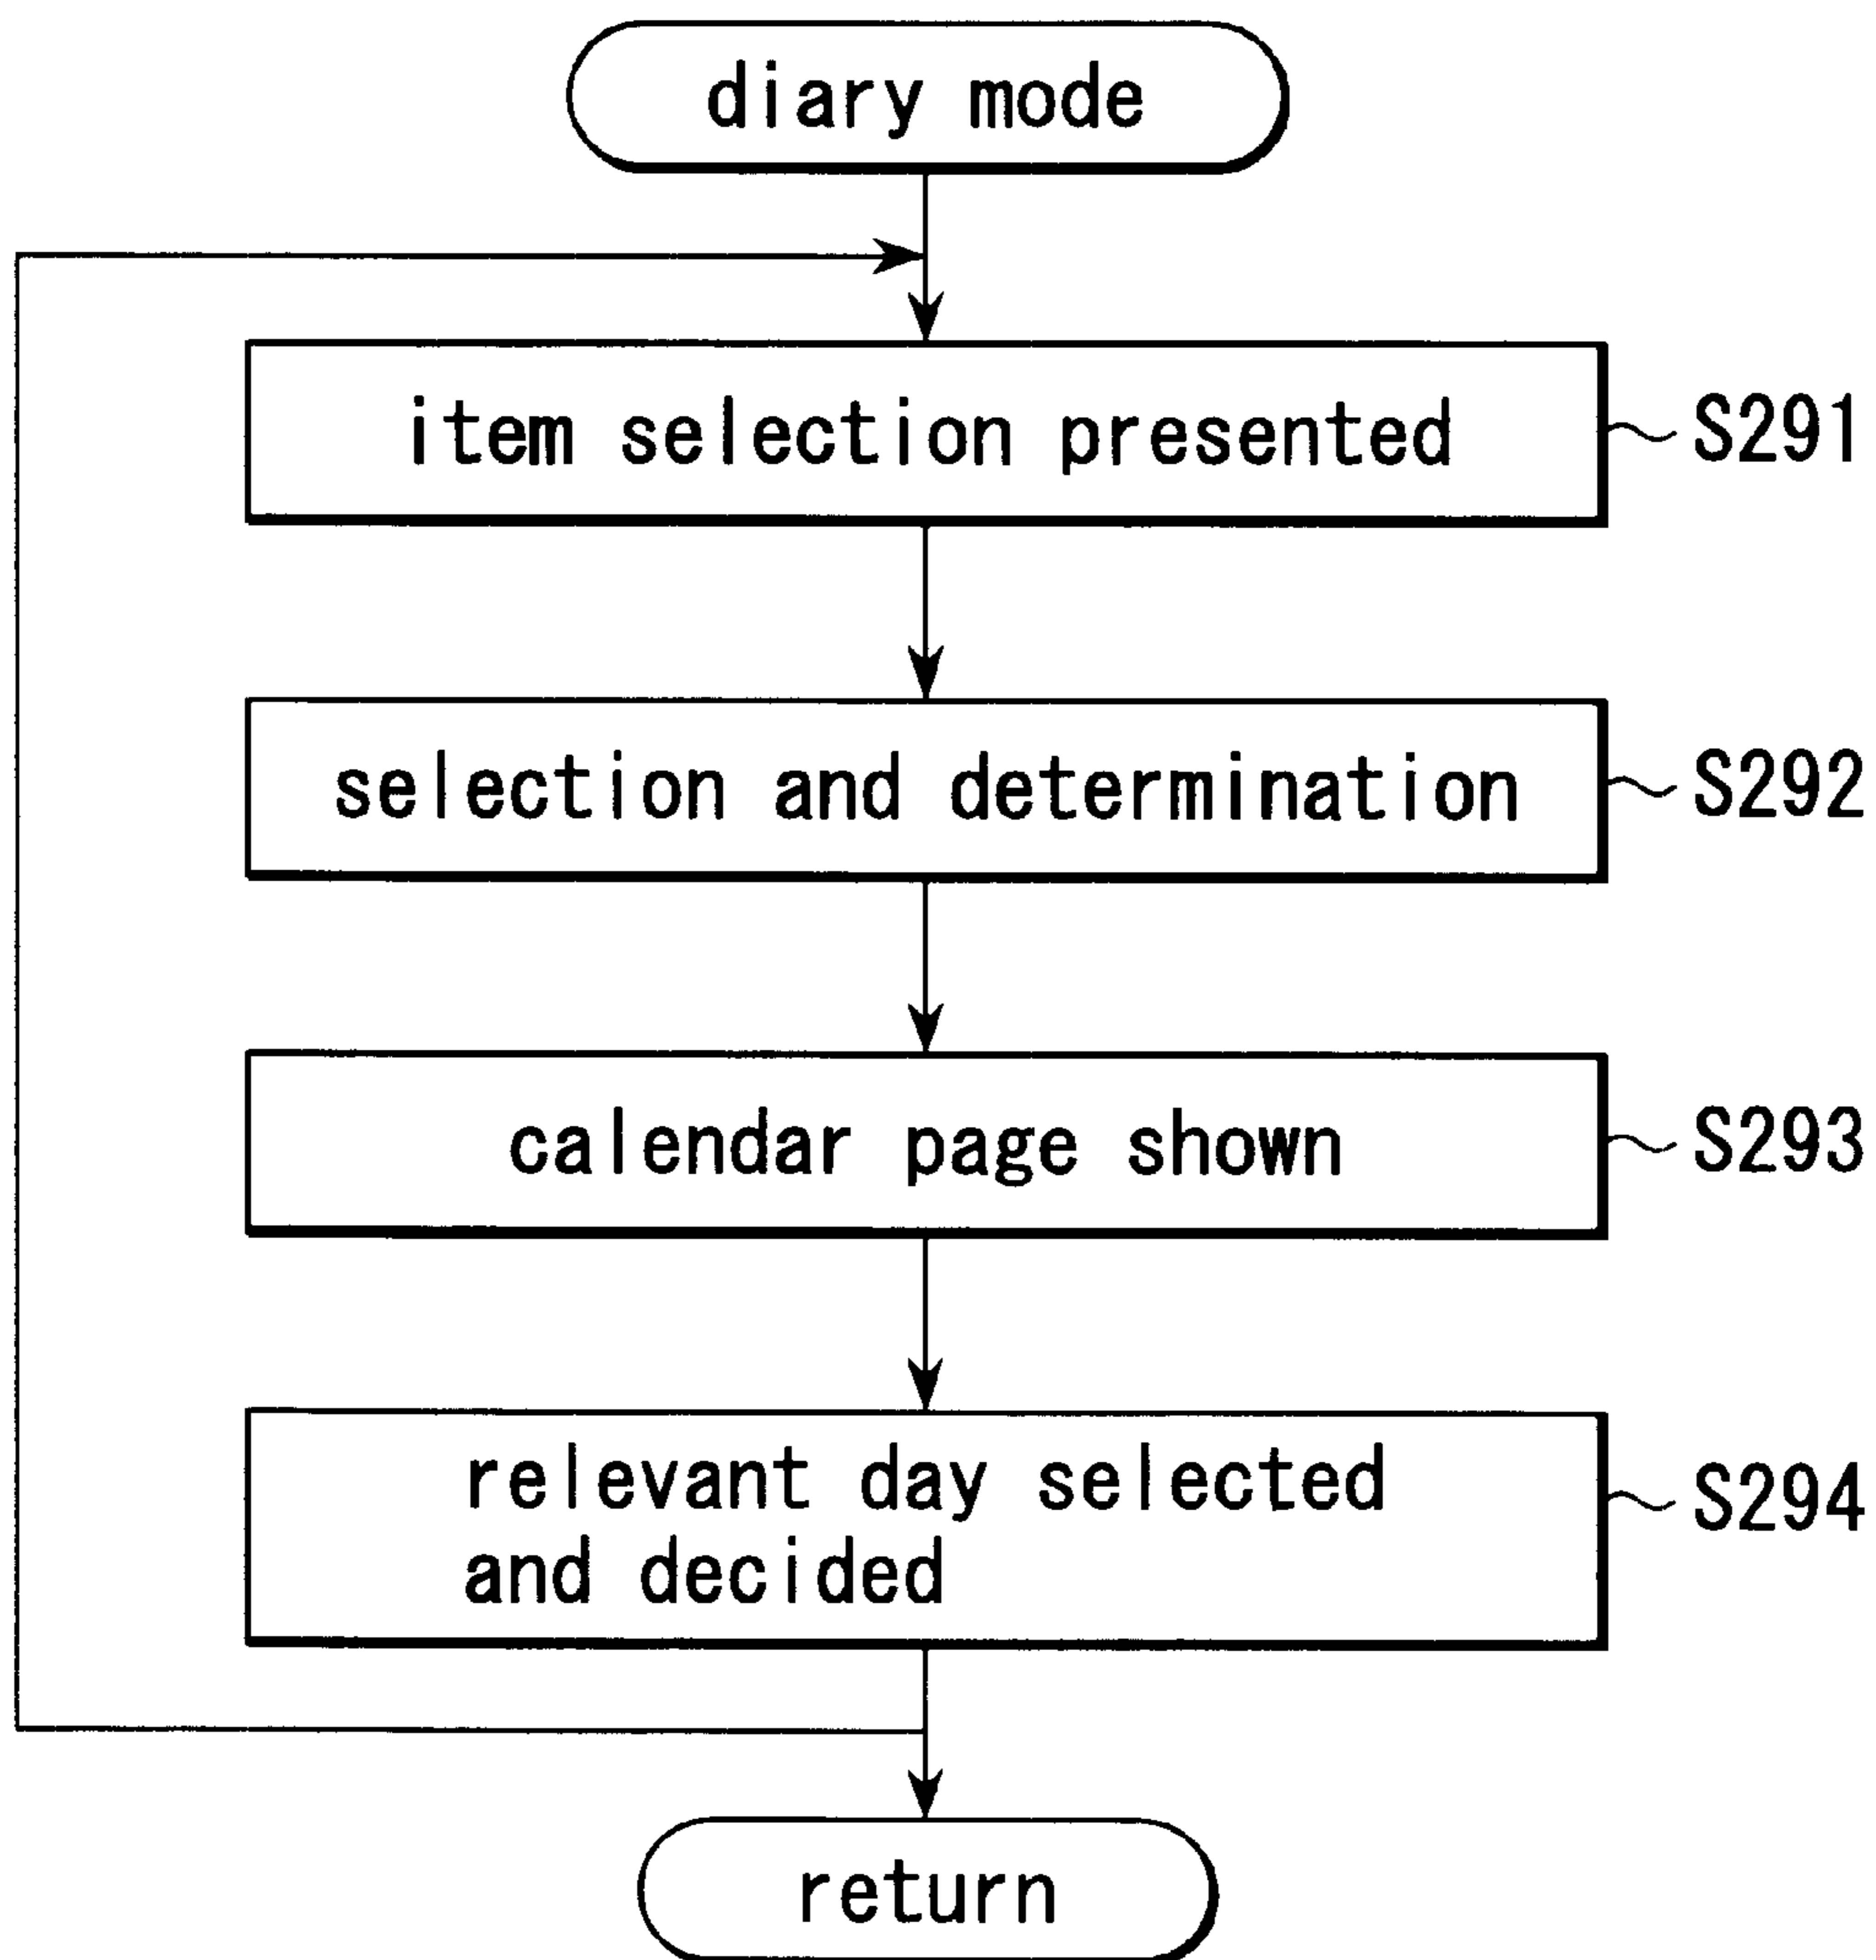 diary mode
item selection presented
S291
selection and determination
S292
calendar page shown
S293
relevant day selected
and decided
S294
return